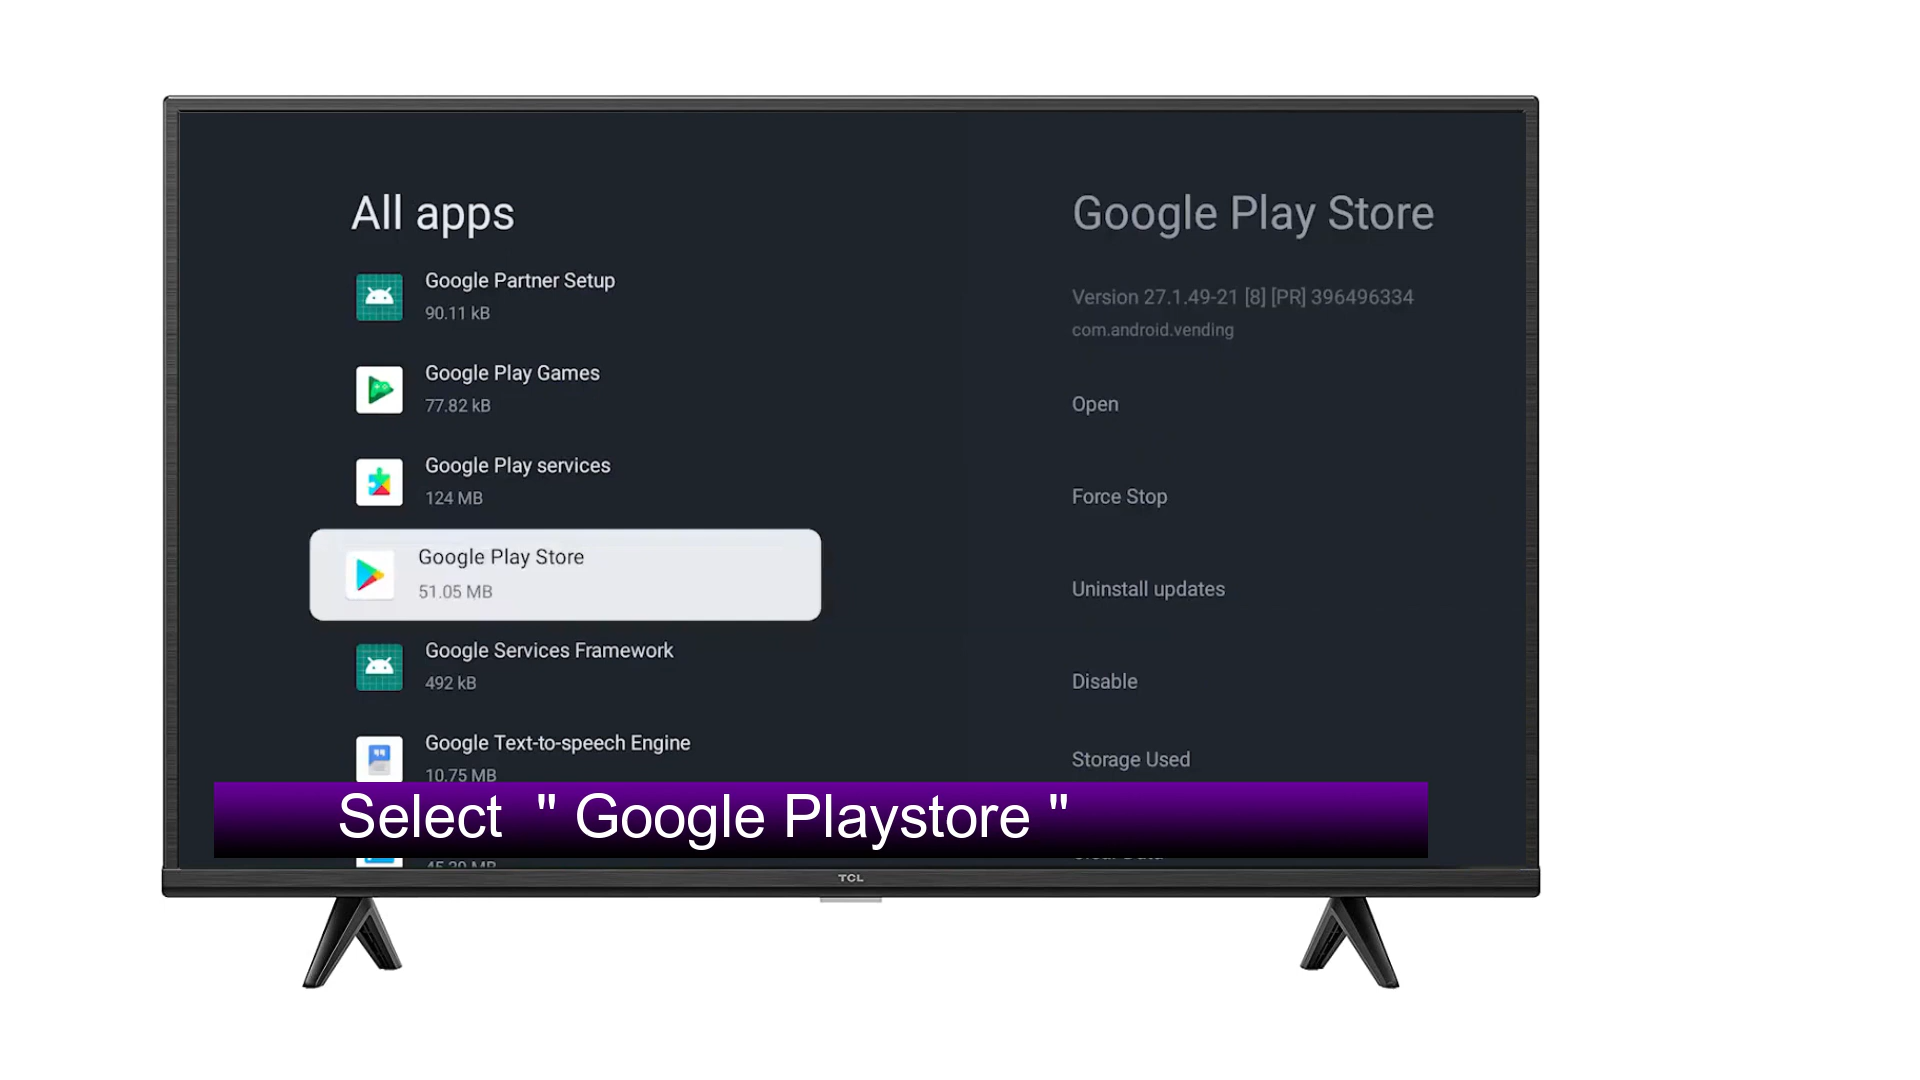 All apps
Google Partner Setup
90.11 kB
Google Play Games
77.82 kB
Google Play services
124 MB
Google Play Store
51.05 MB
Google Services Framework
492 kB
Google Text-to-speech Engine
10.75 MB
Google Play Store
Version 27.1.49-21 [8] [PR] 396496334
com.android.vending
Open
Force Stop
Uninstall updates
Disable
Storage Used
Select " Google Playstore "
TCL